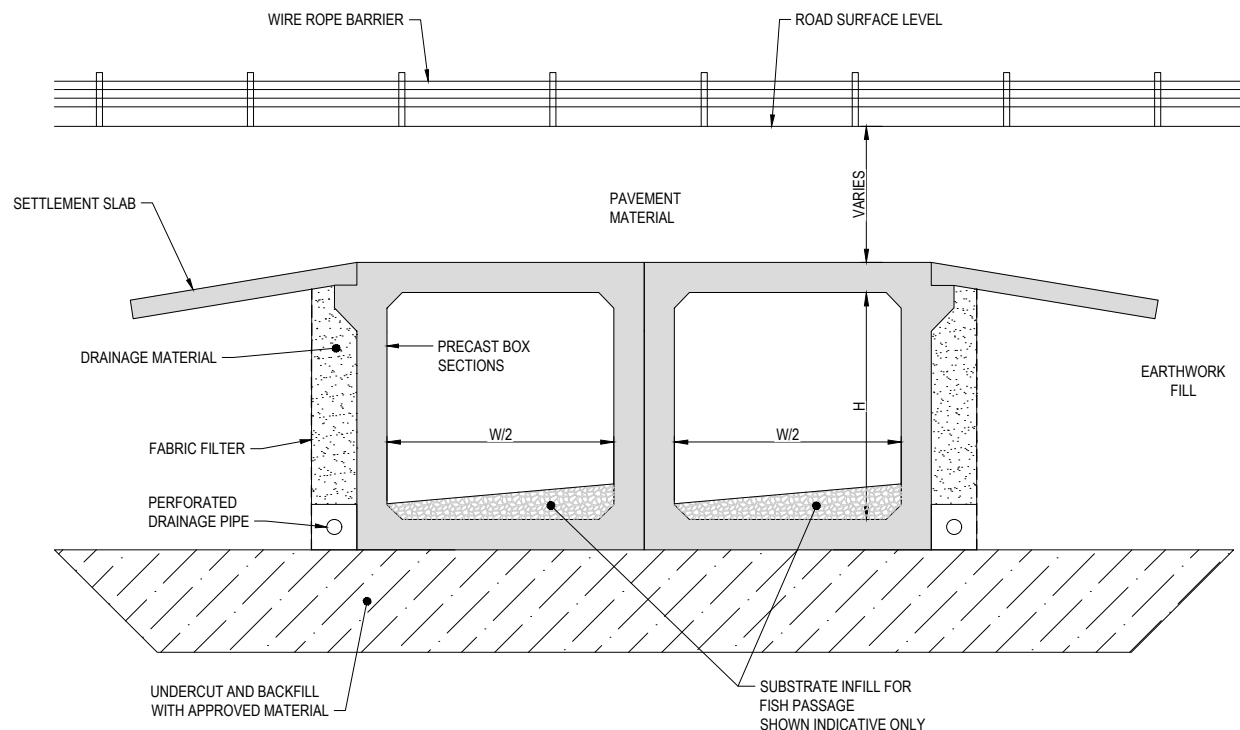 WIRE ROPE BARRIER
ROAD SURFACE LEVEL
SETTLEMENT SLAB
PAVEMENT
MATERIAL
VARIES
DRAINAGE MATERIAL
PRECAST BOX
SECTIONS
EARTHWORK
FILL
H
W/2
W/2
FABRIC FILTER
PERFORATED
DRAINAGE PIPE
UNDERCUT AND BACKFILL
WITH APPROVED MATERIAL
SUBSTRATE INFILL FOR
FISH PASSAGE
SHOWN INDICATIVE ONLY